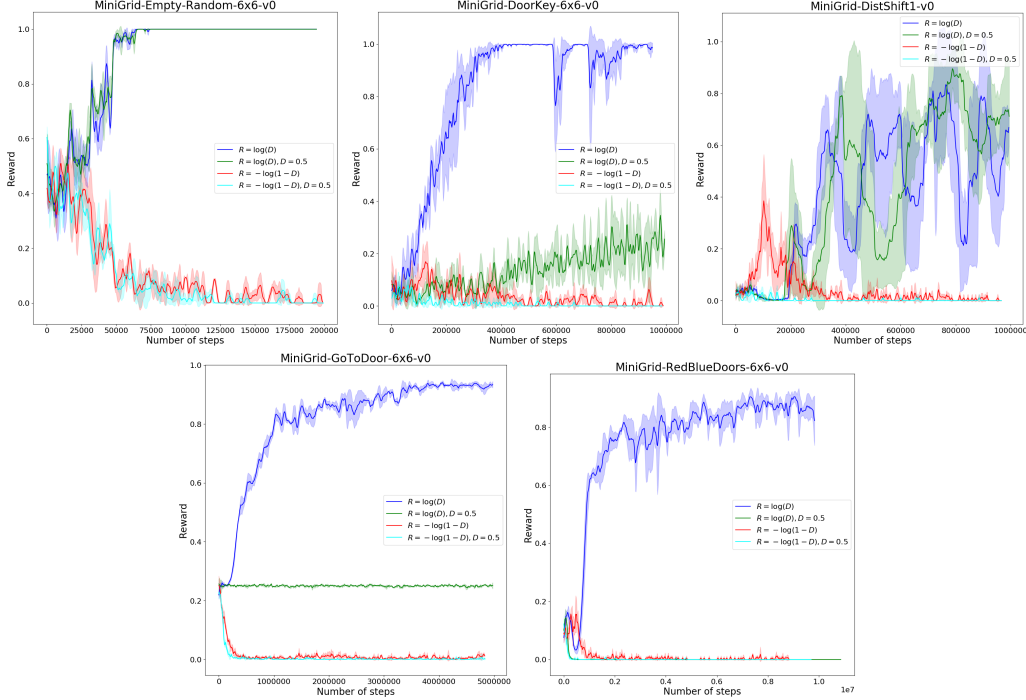 MiniGrid-Empty-Random-6x6-v0
1.0
0.8
0.6
0.4
0.2
0.0
Reward
R = log(D)
R = log(D), D = 0.5
R = −log(1−D)
R = −log(1−D), D = 0.5
0 25000 50000 75000 100000 125000 150000 175000 200000
Number of steps
MiniGrid-DoorKey-6x6-v0
1.0
0.8
0.6
0.4
0.2
0.0
Reward
R = log(D)
R = log(D), D = 0.5
R = −log(1−D)
R = −log(1−D), D = 0.5
0 200000 400000 600000 800000 1000000
Number of steps
MiniGrid-DistShift1-v0
1.0
0.8
0.6
0.4
0.2
0.0
Reward
R = log(D)
R = log(D), D = 0.5
R = −log(1−D)
R = −log(1−D), D = 0.5
0 200000 400000 600000 800000 1000000
Number of steps
MiniGrid-GoToDoor-6x6-v0
1.0
0.8
0.6
0.4
0.2
0.0
Reward
R = log(D)
R = log(D), D = 0.5
R = −log(1−D)
R = −log(1−D), D = 0.5
0 1000000 2000000 3000000 4000000 5000000
Number of steps
MiniGrid-RedBlueDoors-6x6-v0
0.8
0.6
0.4
0.2
0.0
Reward
R = log(D)
R = log(D), D = 0.5
R = −log(1−D)
R = −log(1−D), D = 0.5
0.0 0.2 0.4 0.6 0.8 1.0
1e7
Number of steps